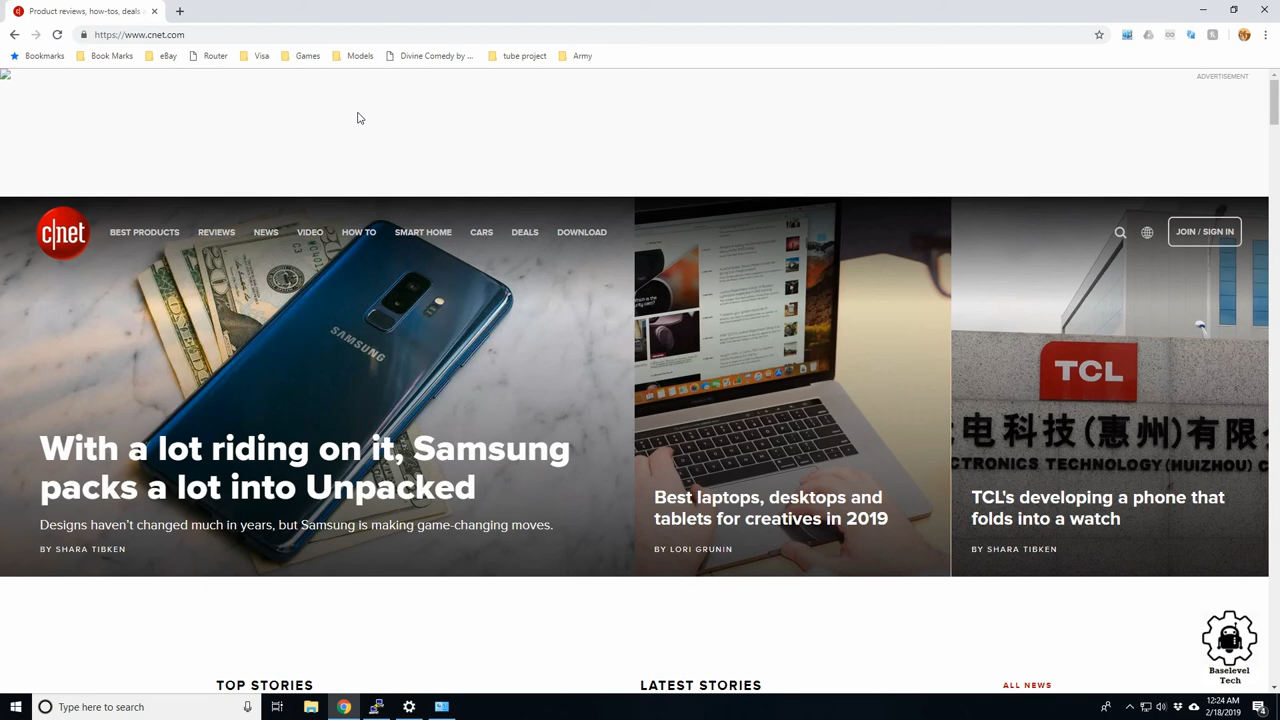 Product reviews, how-tos, deals
https://www.cnet.com
Bookmarks
Book Marks
eBay
Router
Visa
Games
Models
Divine Comedy by ...
tube project
Army
ADVERTISEMENT
c|net
BEST PRODUCTS
REVIEWS
NEWS
VIDEO
HOW TO
SMART HOME
CARS
DEALS
DOWNLOAD
JOIN / SIGN IN
SAMSUNG
TCL
电科技(惠州)有限
CTRONICS TECHNOLOGY(HUIZHOU) C
With a lot riding on it, Samsung
packs a lot into Unpacked
Designs haven't changed much in years, but Samsung is making game-changing moves.
BY SHARA TIBKEN
Best laptops, desktops and
tablets for creatives in 2019
BY LORI GRUNIN
TCL's developing a phone that
folds into a watch
BY SHARA TIBKEN
Baselevel
Tech
TOP STORIES
LATEST STORIES
ALL NEWS
Type here to search
12:24 AM
2/18/2019
4